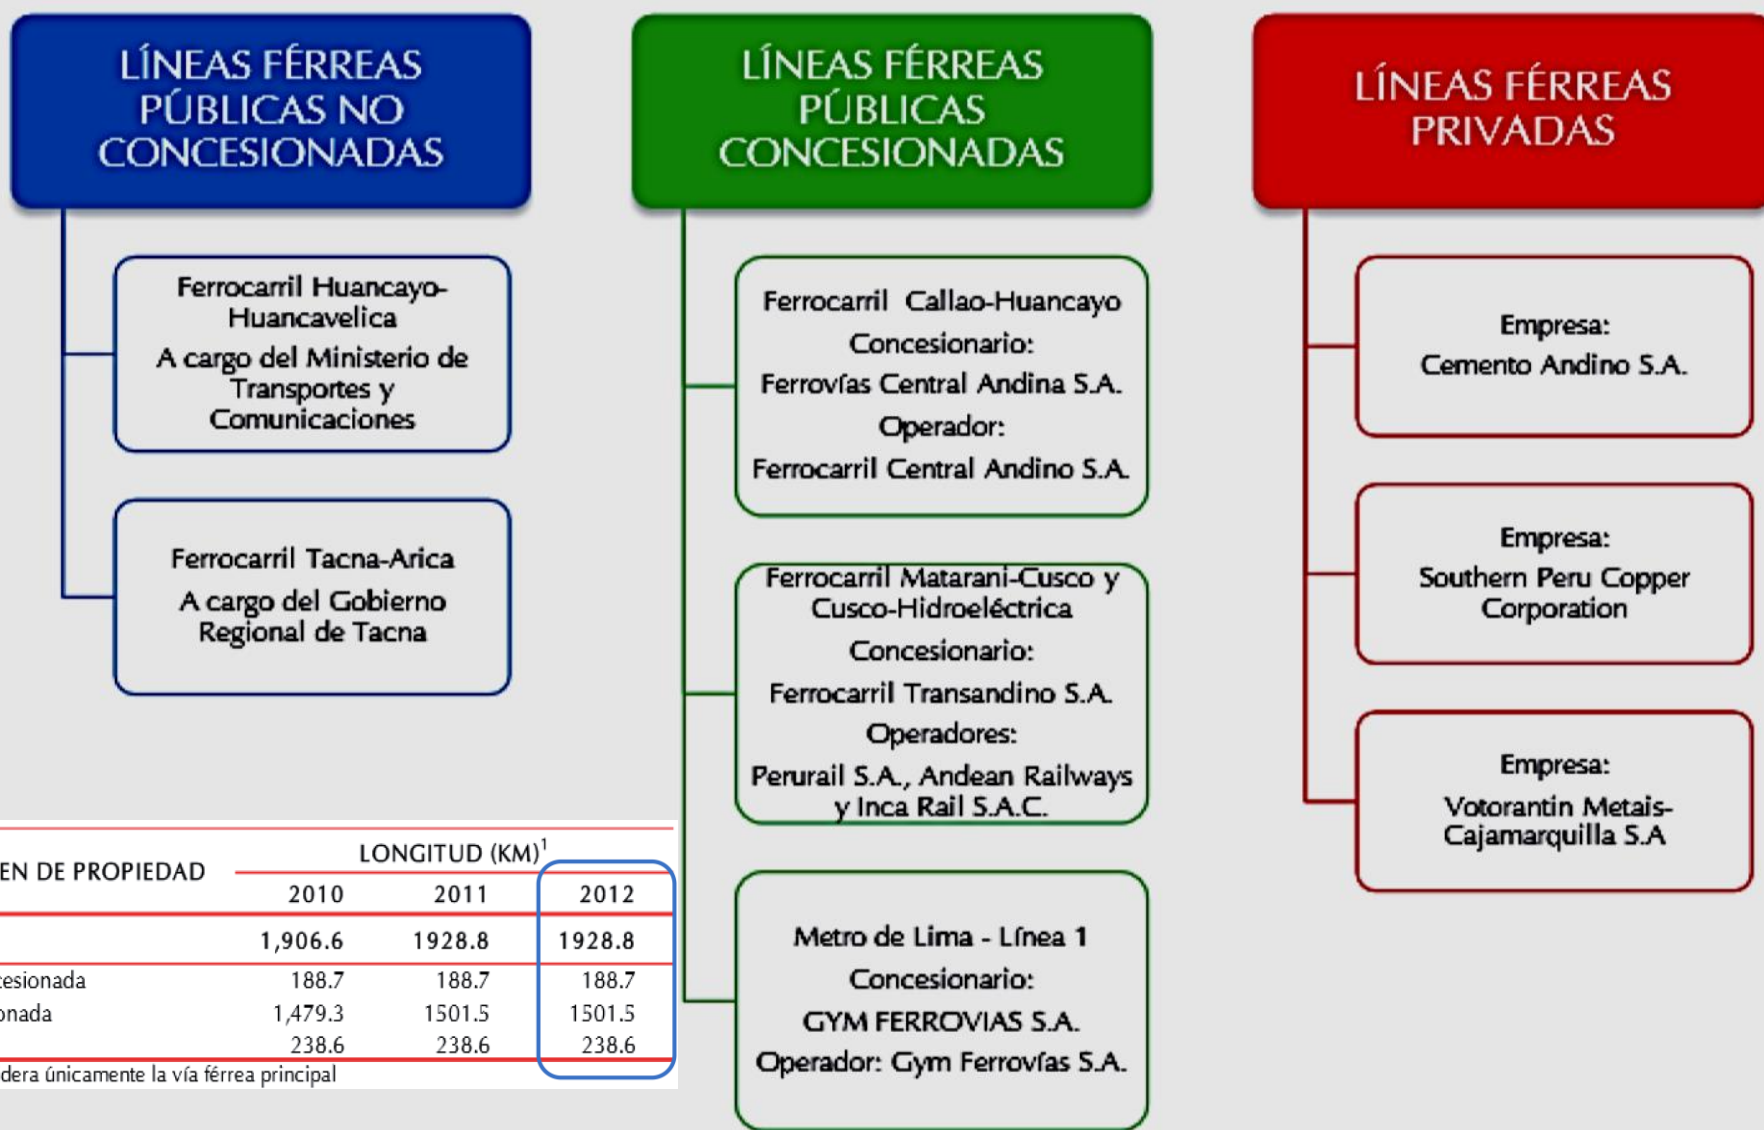 LÍNEAS FÉRREAS
PÚBLICAS NO
CONCESIONADAS
Ferrocarril Huancayo-
Huancavelica
A cargo del Ministerio de
Transportes y
Comunicaciones
Ferrocarril Tacna-Arica
A cargo del Gobierno
Regional de Tacna
LÍNEAS FÉRREAS
PÚBLICAS
CONCESIONADAS
Ferrocarril Callao-Huancayo
Concesionario:
Ferrovías Central Andina S.A.
Operador:
Ferrocarril Central Andino S.A.
Ferrocarril Matarani-Cusco y
Cusco-Hidroeléctrica
Concesionario:
Ferrocarril Transandino S.A.
Operadores:
Perurail S.A., Andean Railways
y Inca Rail S.A.C.
Metro de Lima - Línea 1
Concesionario:
GYM FERROVIAS S.A.
Operador: Gym Ferrovías S.A.
LÍNEAS FÉRREAS
PRIVADAS
Empresa:
Cemento Andino S.A.
Empresa:
Southern Peru Copper
Corporation
Empresa:
Votorantin Metais-
Cajamarquilla S.A
EN DE PROPIEDAD
LONGITUD (KM)1
2010 2011 2012
1,906.6 1928.8 1928.8
cesionada 188.7 188.7 188.7
onada 1,479.3 1501.5 1501.5
238.6 238.6 238.6
dera únicamente la vía férrea principal